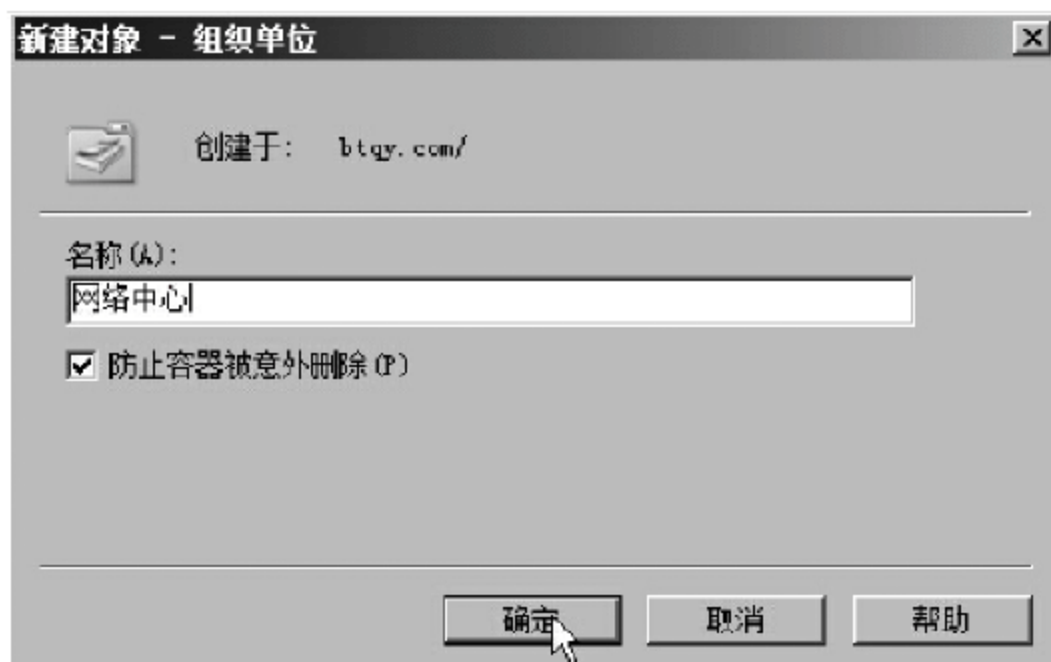 新建对象 - 组织单位
创建于: btqy.com/
名称(A):
网络中心
防止容器被意外删除(P)
确定 取消 帮助